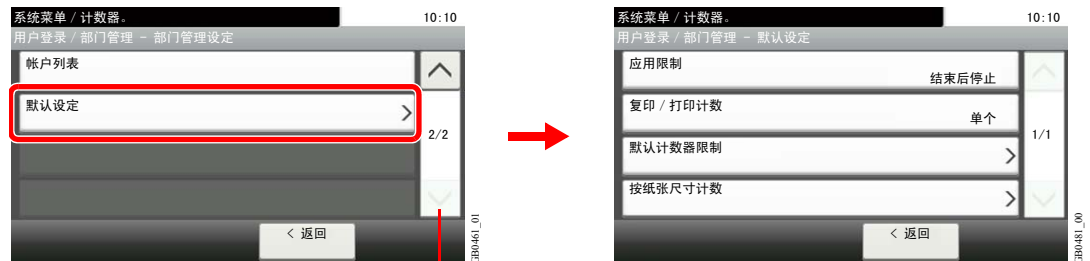 系统菜单 / 计数器。 10:10
用户登录 / 部门管理 - 部门管理设定
帐户列表
默认设定
2/2
< 返回
GB0461_01
系统菜单 / 计数器。 10:10
用户登录 / 部门管理 - 默认设定
应用限制
结束后停止
复印 / 打印计数
单个
1/1
默认计数器限制
按纸张尺寸计数
< 返回
GB0481_00